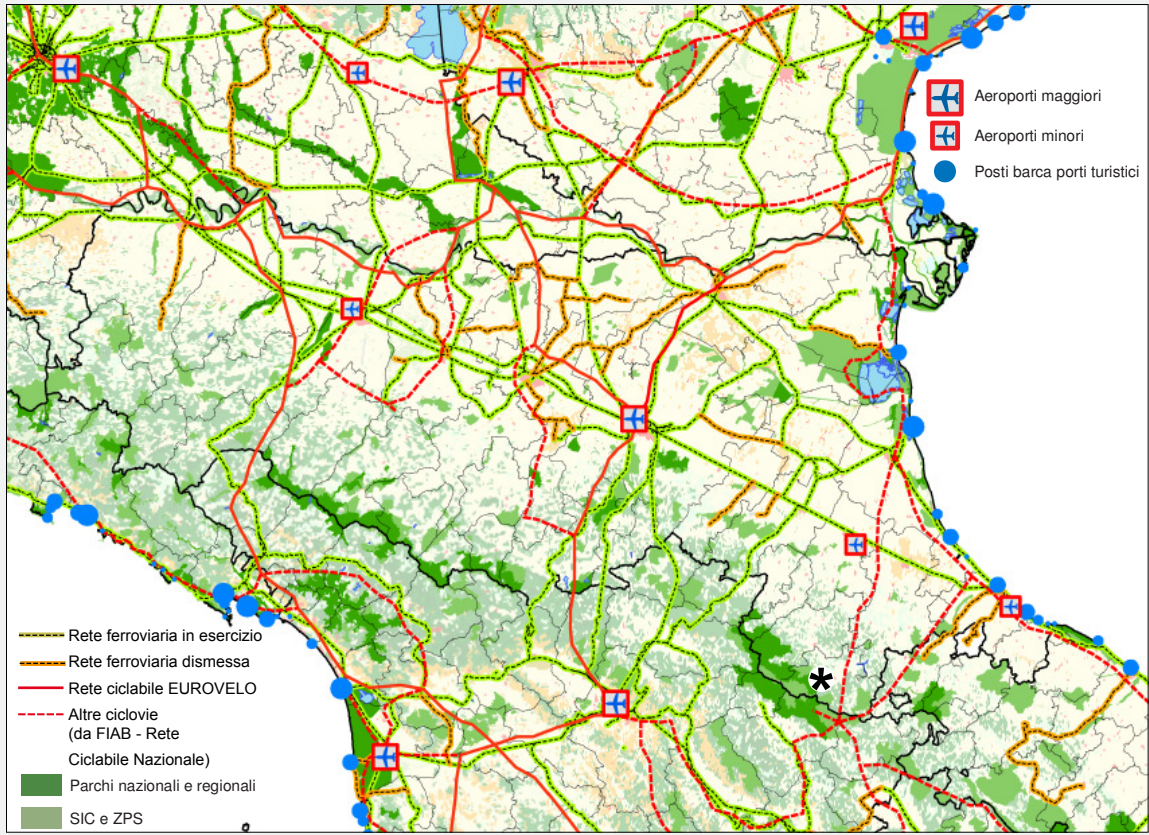 Aeroporti maggiori
Aeroporti minori
Posti barca porti turistici
*
Rete ferroviaria in esercizio
Rete ferroviaria dismessa
Rete ciclabile EUROVELO
Altre ciclovie
(da FIAB - Rete
Ciclabile Nazionale)
Parchi nazionali e regionali
SIC e ZPS